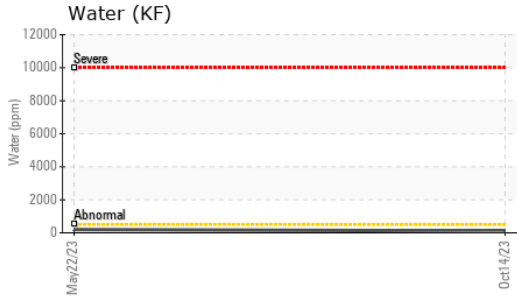 Water (KF)
12000
10000
8000
6000
4000
2000
0
Water (ppm)
Severe
Abnormal
May22/23
Oct14/23